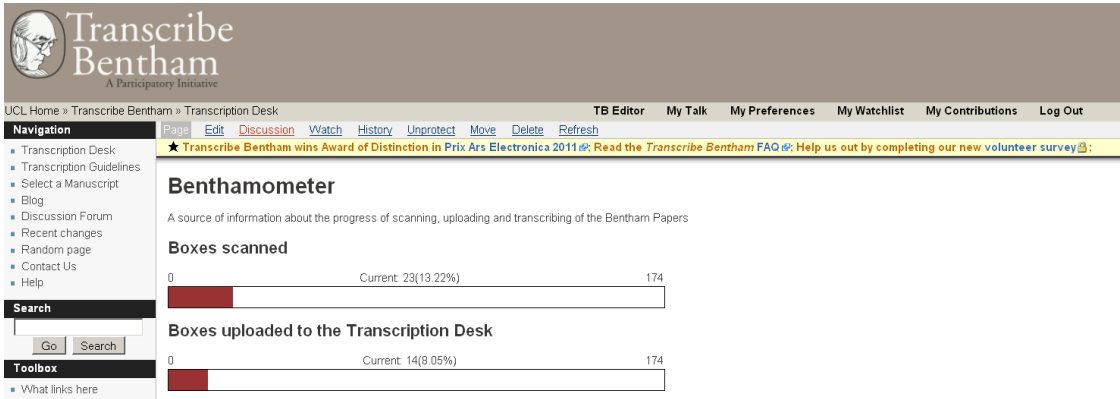 Transcribe
Bentham
A Participatory Initiative
UCL Home » Transcribe Bentham » Transcription Desk
TB Editor My Talk My Preferences My Watchlist My Contributions Log Out
Navigation
Transcription Desk
Transcription Guidelines
Select a Manuscript
Blog
Discussion Forum
Recent changes
Random page
Contact Us
Help
Search
Go Search
Toolbox
What links here
Page Edit Discussion Watch History Unprotect Move Delete Refresh
★ Transcribe Bentham wins Award of Distinction in Prix Ars Electronica 2011; Read the Transcribe Bentham FAQ; Help us out by completing our new volunteer survey:
Benthamometer
A source of information about the progress of scanning, uploading and transcribing of the Bentham Papers
Boxes scanned
0 Current: 23(13.22%) 174
Boxes uploaded to the Transcription Desk
0 Current: 14(8.05%) 174